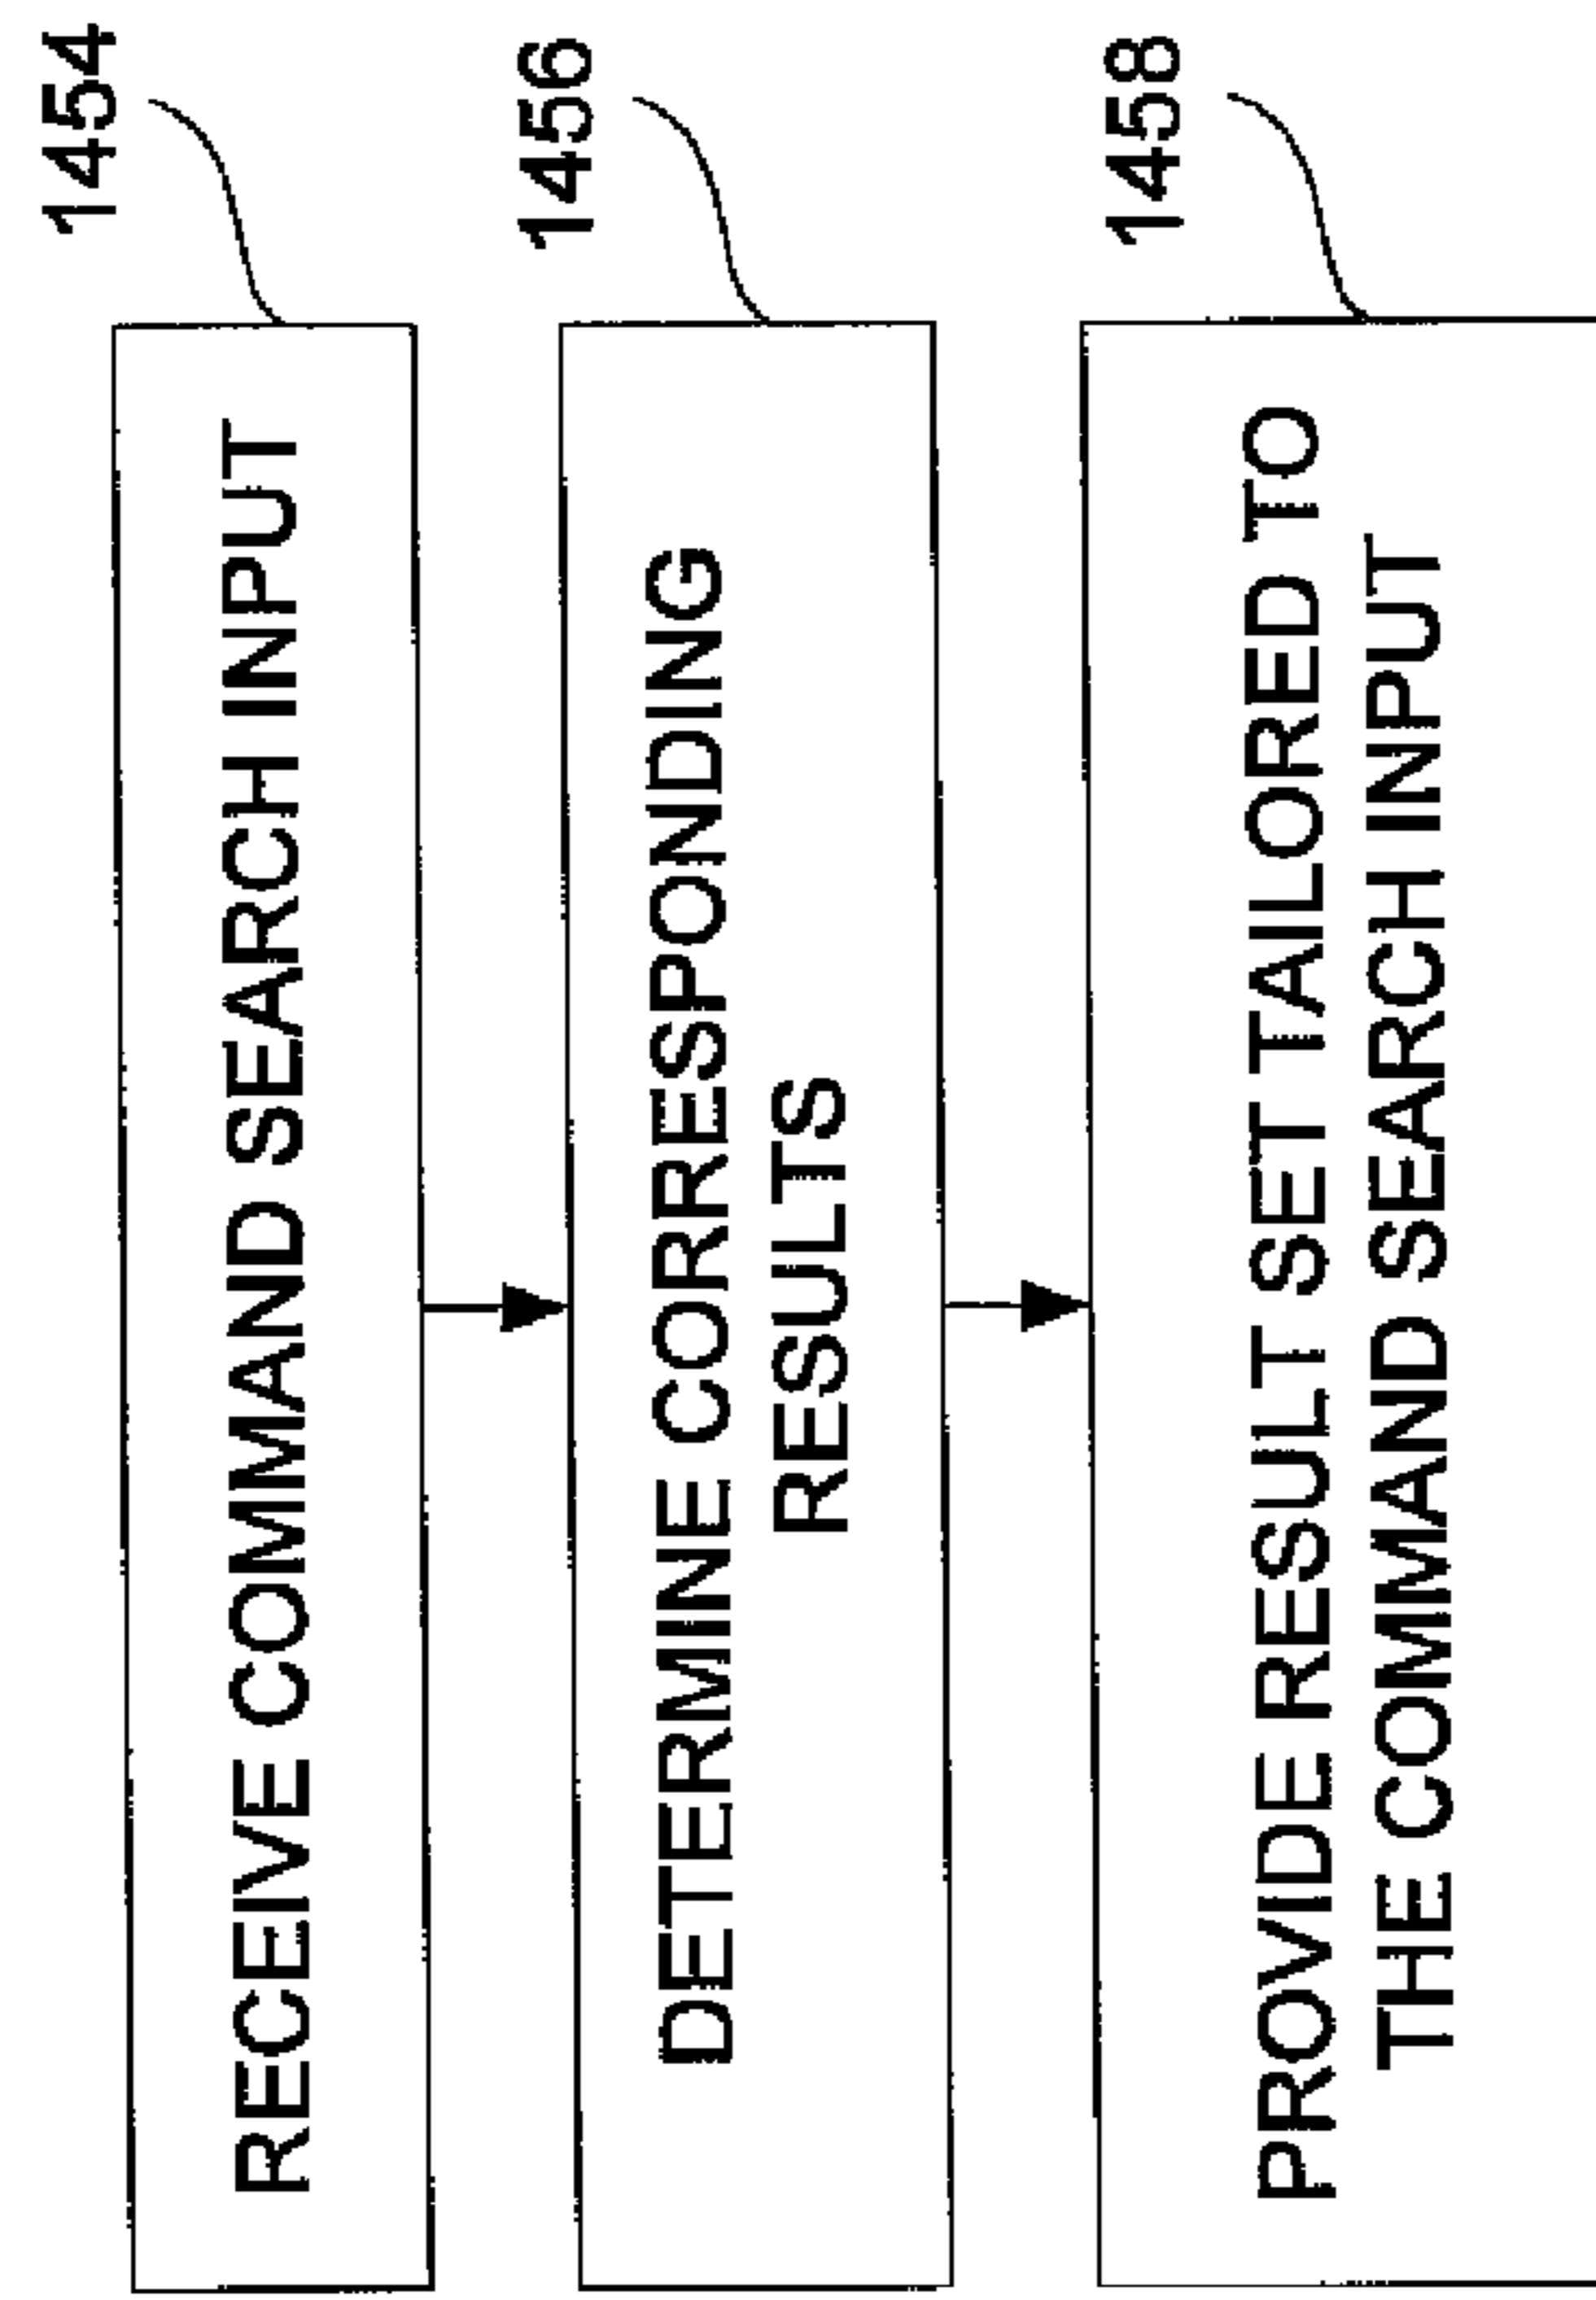 1454
RECEIVE COMMAND SEARCH INPUT
1456
DETERMINE CORRESPONDING
RESULTS
1458
PROVIDE RESULT SET TAILORED TO
THE COMMAND SEARCH INPUT